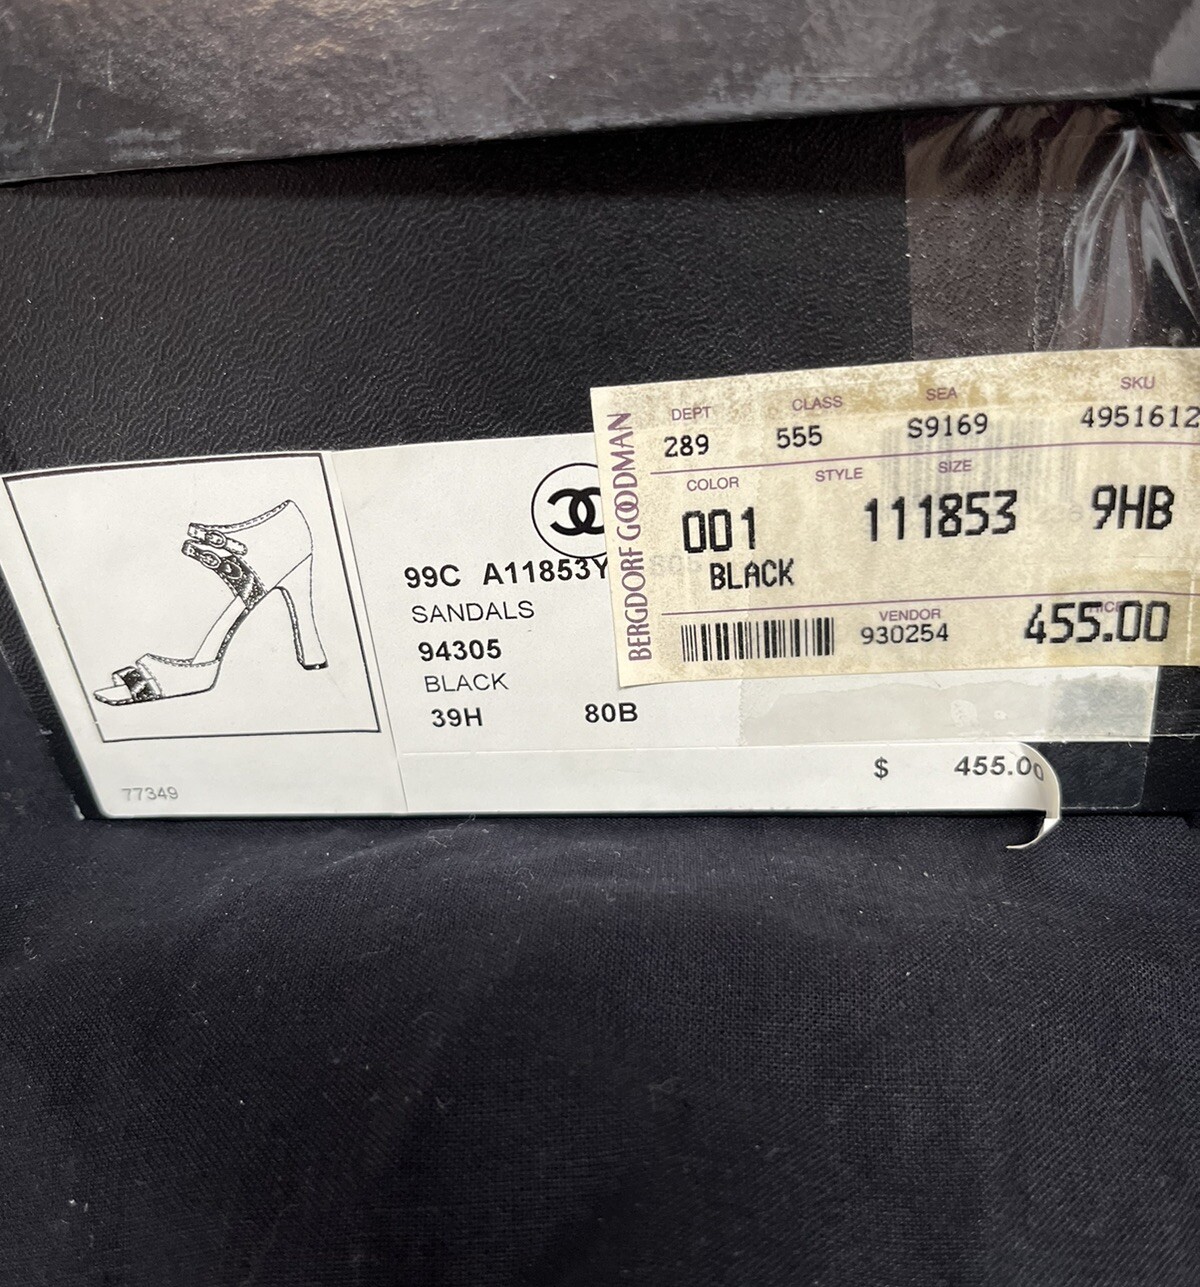 BERGDORF GOODMAN
DEPT CLASS SEA SKU
289 555 S9169 4951612
COLOR STYLE SIZE
001 111853 9HB
BLACK
VENDOR
930254 455.00
99C A11853Y
SANDALS
94305
BLACK
39H 80B
$ 455.00
77349